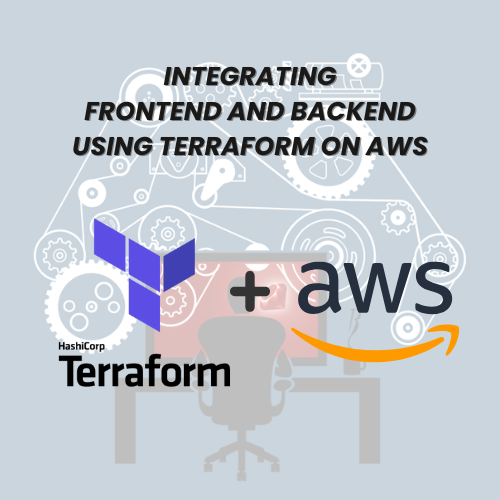 INTEGRATING
FRONTEND AND BACKEND
USING TERRAFORM ON AWS
+
aws
HashiCorp
Terraform